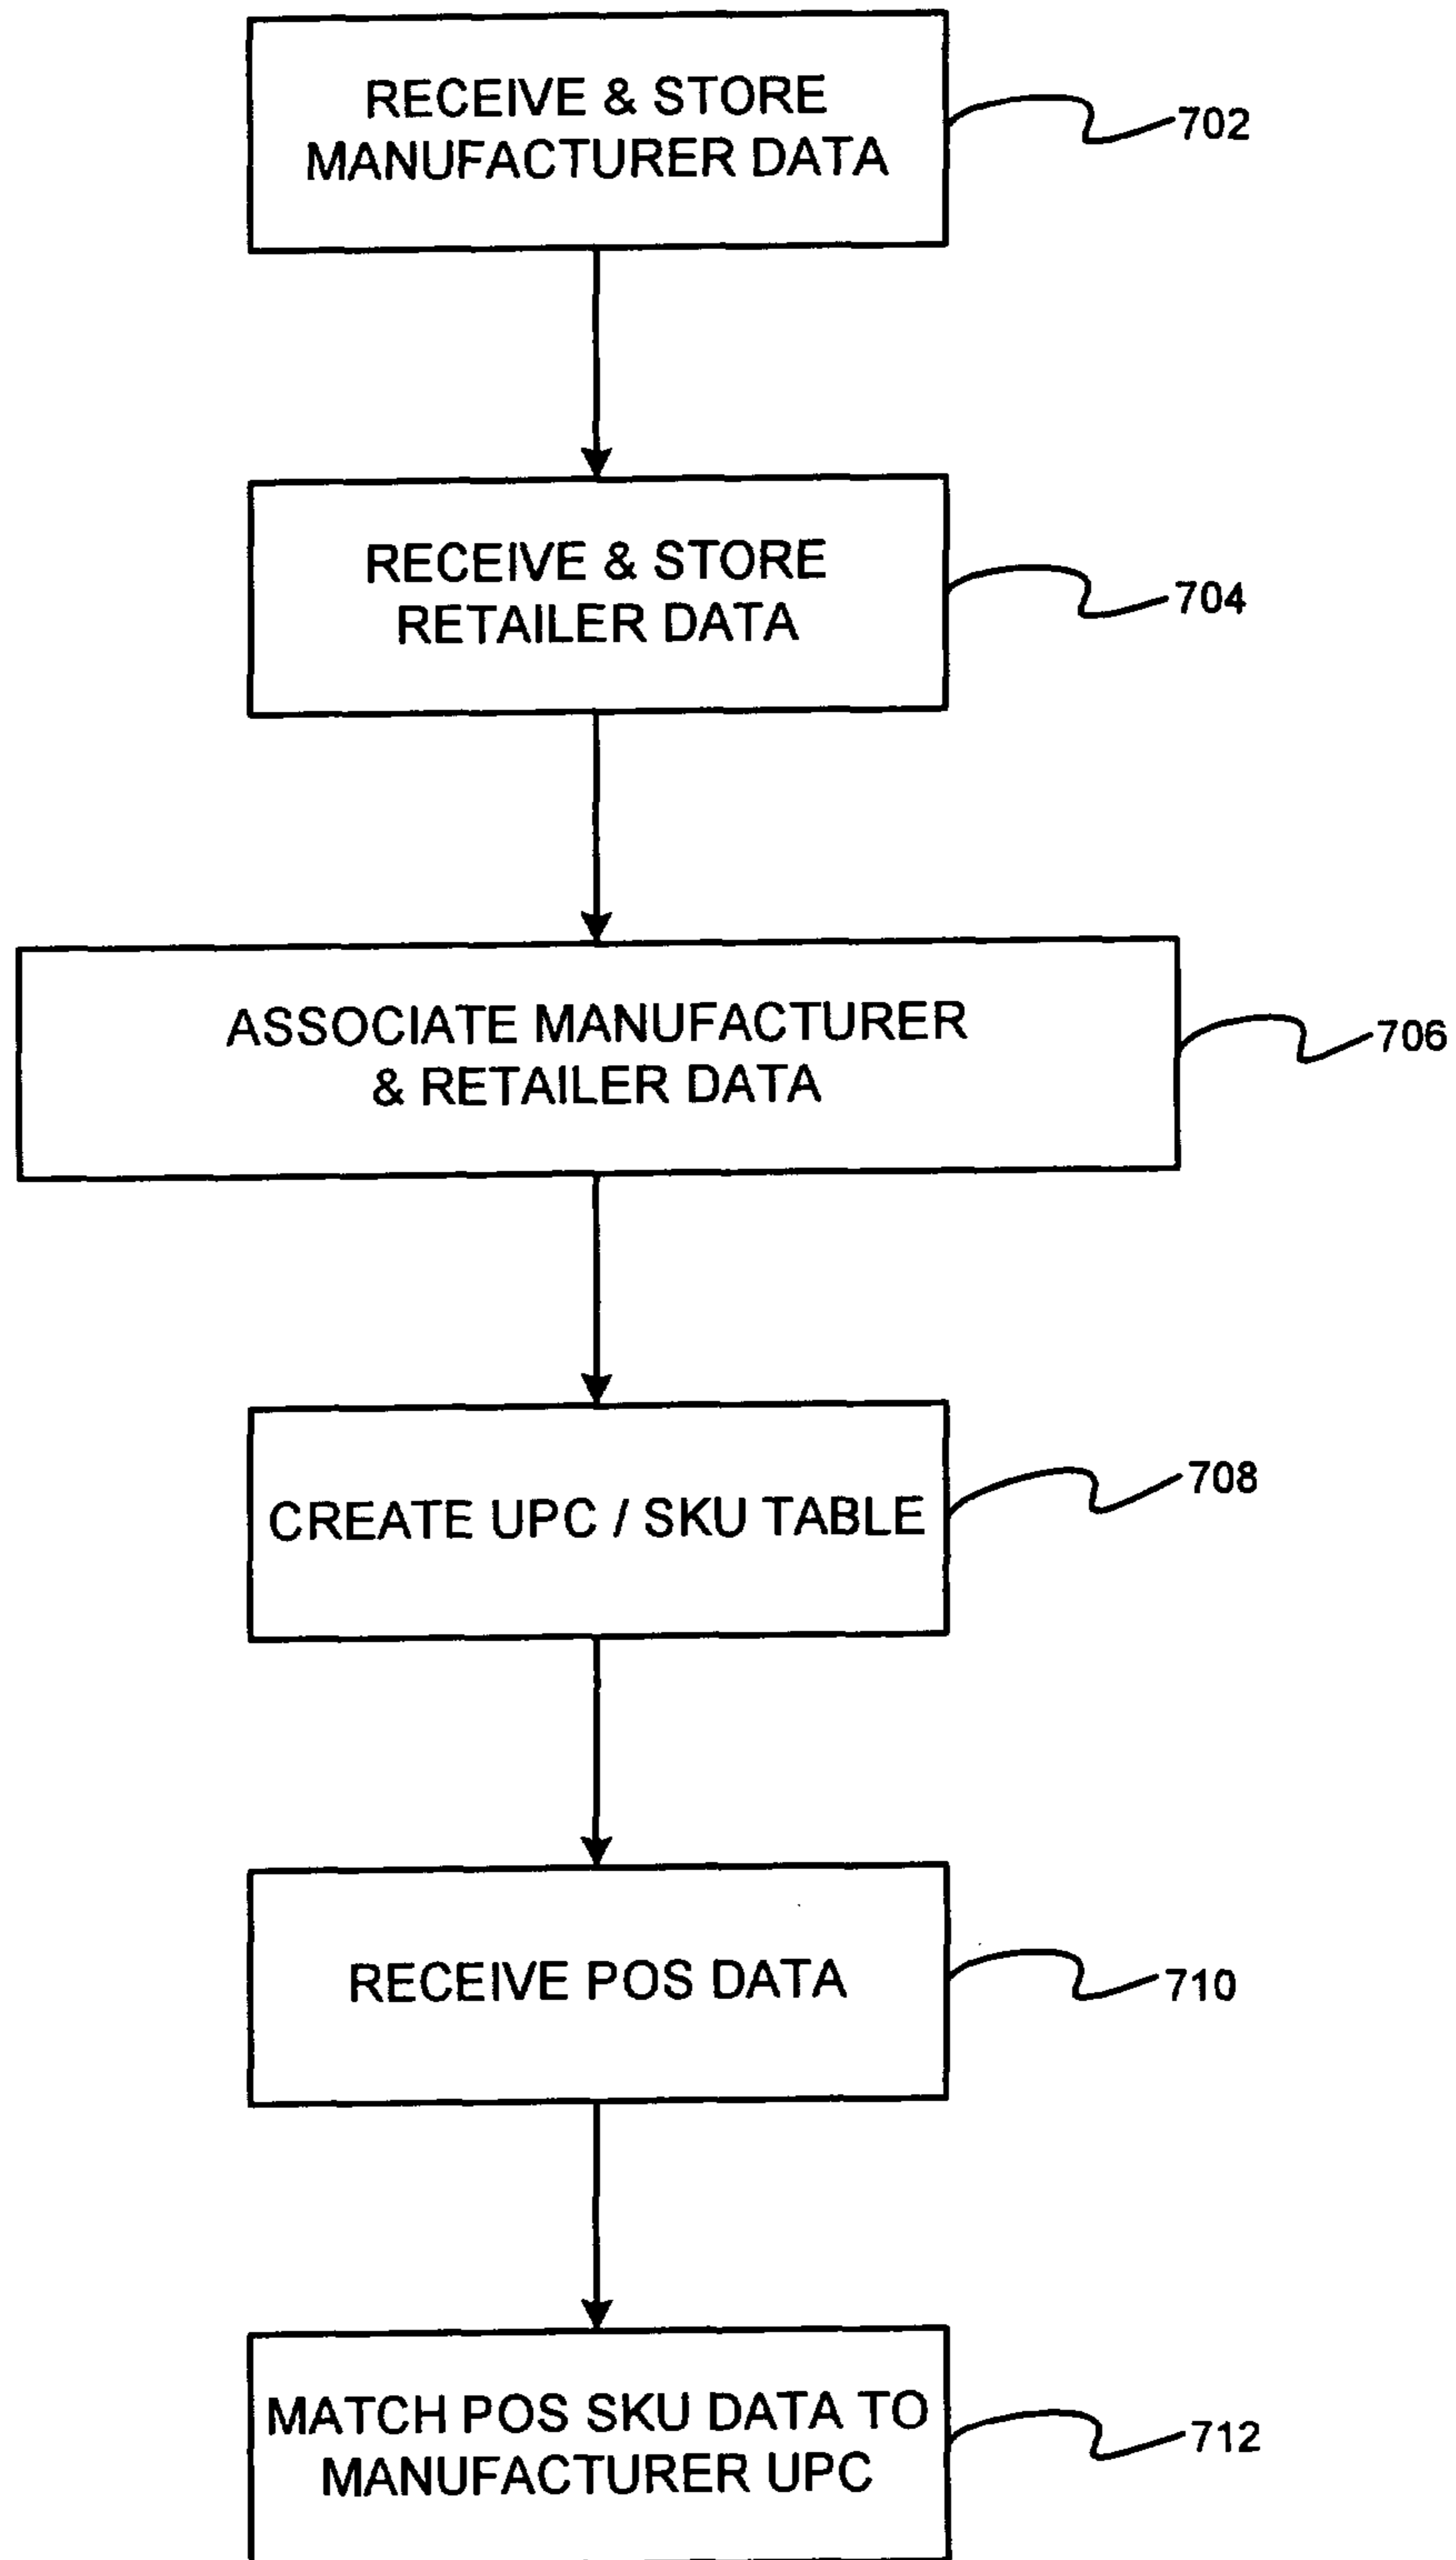 RECEIVE & STORE
MANUFACTURER DATA
702
RECEIVE & STORE
RETAILER DATA
704
ASSOCIATE MANUFACTURER
& RETAILER DATA
706
CREATE UPC / SKU TABLE
708
RECEIVE POS DATA
710
MATCH POS SKU DATA TO
MANUFACTURER UPC
712